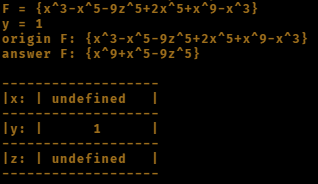 F = {x^3-x^5-9z^5+2x^5+x^9-x^3}
y = 1
origin F: {x^3-x^5-9z^5+2x^5+x^9-x^3}
answer F: {x^9+x^5-9z^5}
-------------------
|x: | undefined   |
-------------------
|y: |      1      |
-------------------
|z: | undefined   |
-------------------